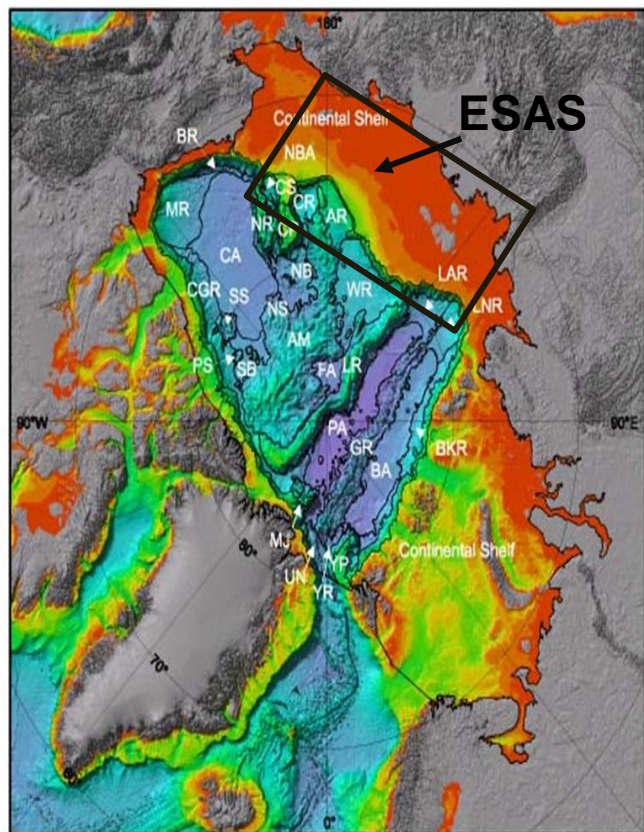 180°
Continental Shelf
ESAS
BR
NBA
CS
CR
MR
NR
AR
CA
NB
LAR
CGR
SS
NS
WR
LNR
AM
PS
SB
FA
LR
90°W
90°E
PA
GR
BA
BKR
MJ
80°
YP
Continental Shelf
UN
YR
70°
0°